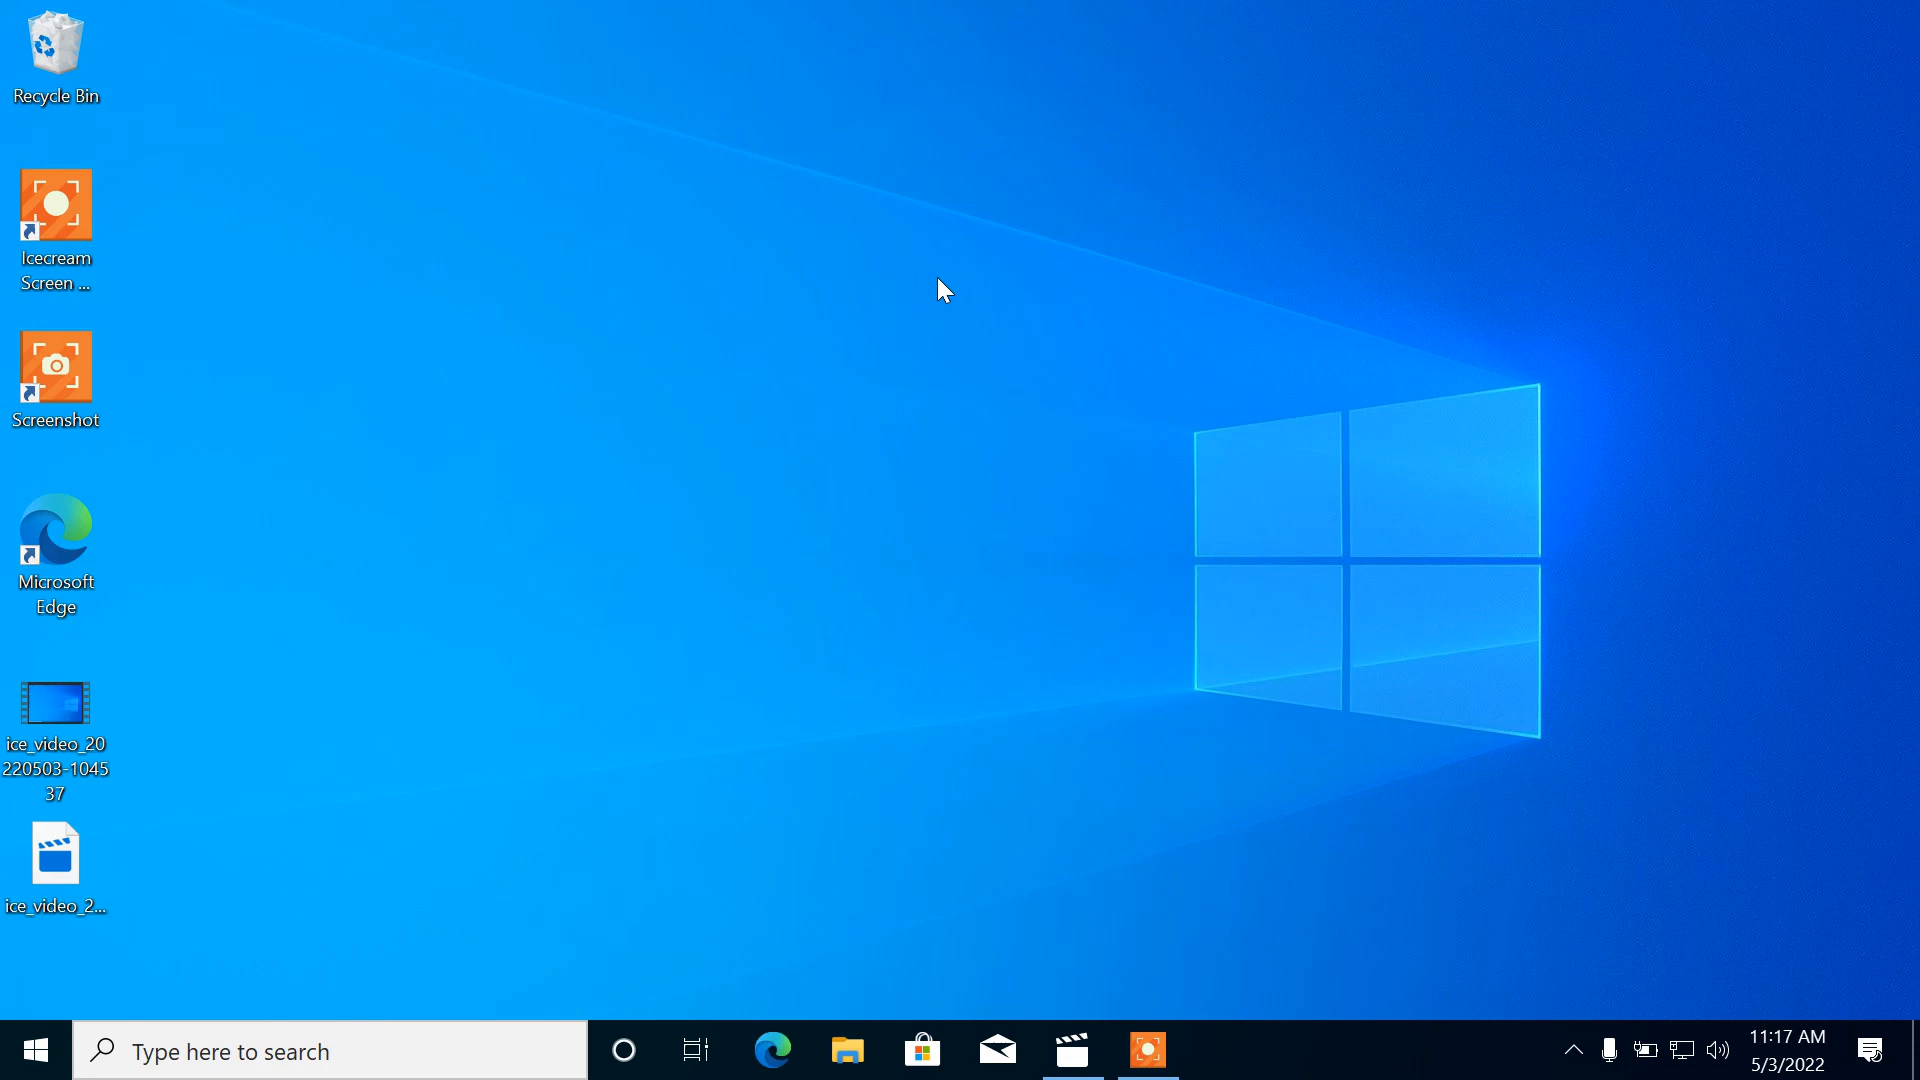 Recycle Bin
Icecream
Screen ...
Screenshot
Microsoft
Edge
ice_video_20
220503-1045
37
ice_video_2...
Type here to search
11:17 AM
5/3/2022